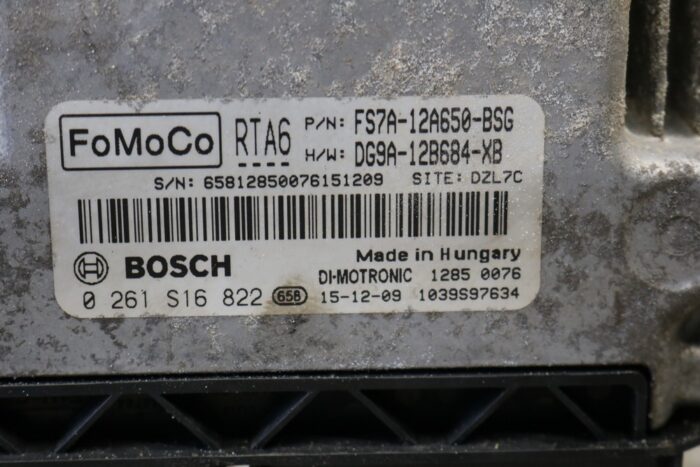 FoMoCo RTA6 P/N: FS7A-12A650-BSG
H/W: DG9A-12B684-XB
S/N: 65812850076151209 SITE: DZL7C
BOSCH Made in Hungary
DI-MOTRONIC 1285 0076
0 261 S16 822 658 15-12-09 1039S97634